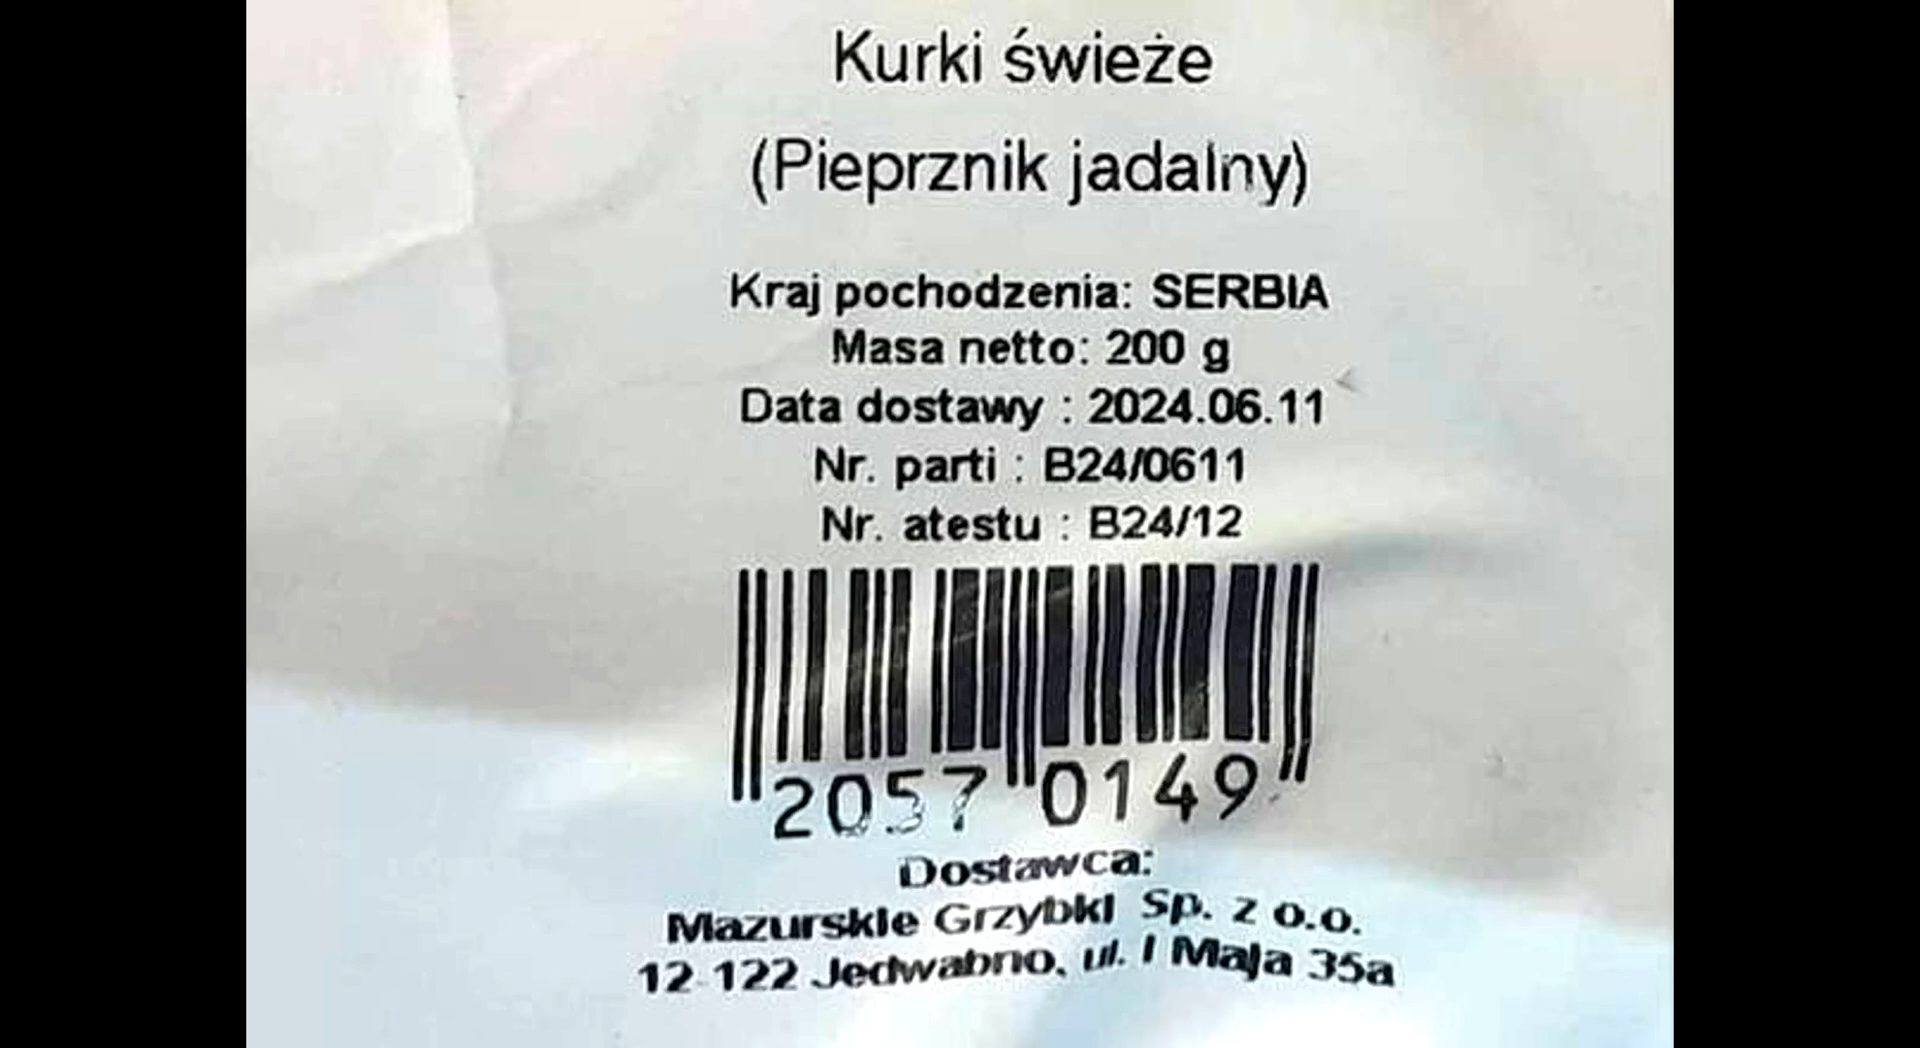 Kurki świeże
(Pieprznik jadalny)
Kraj pochodzenia: SERBIA
Masa netto: 200 g
Data dostawy : 2024.06.11
Nr. parti : B24/0611
Nr. atestu : B24/12
2057 0149
Dostawca:
Mazurskie Grzybki Sp. z o.o.
12-122 Jedwabno, ul. 1 Maja 35a